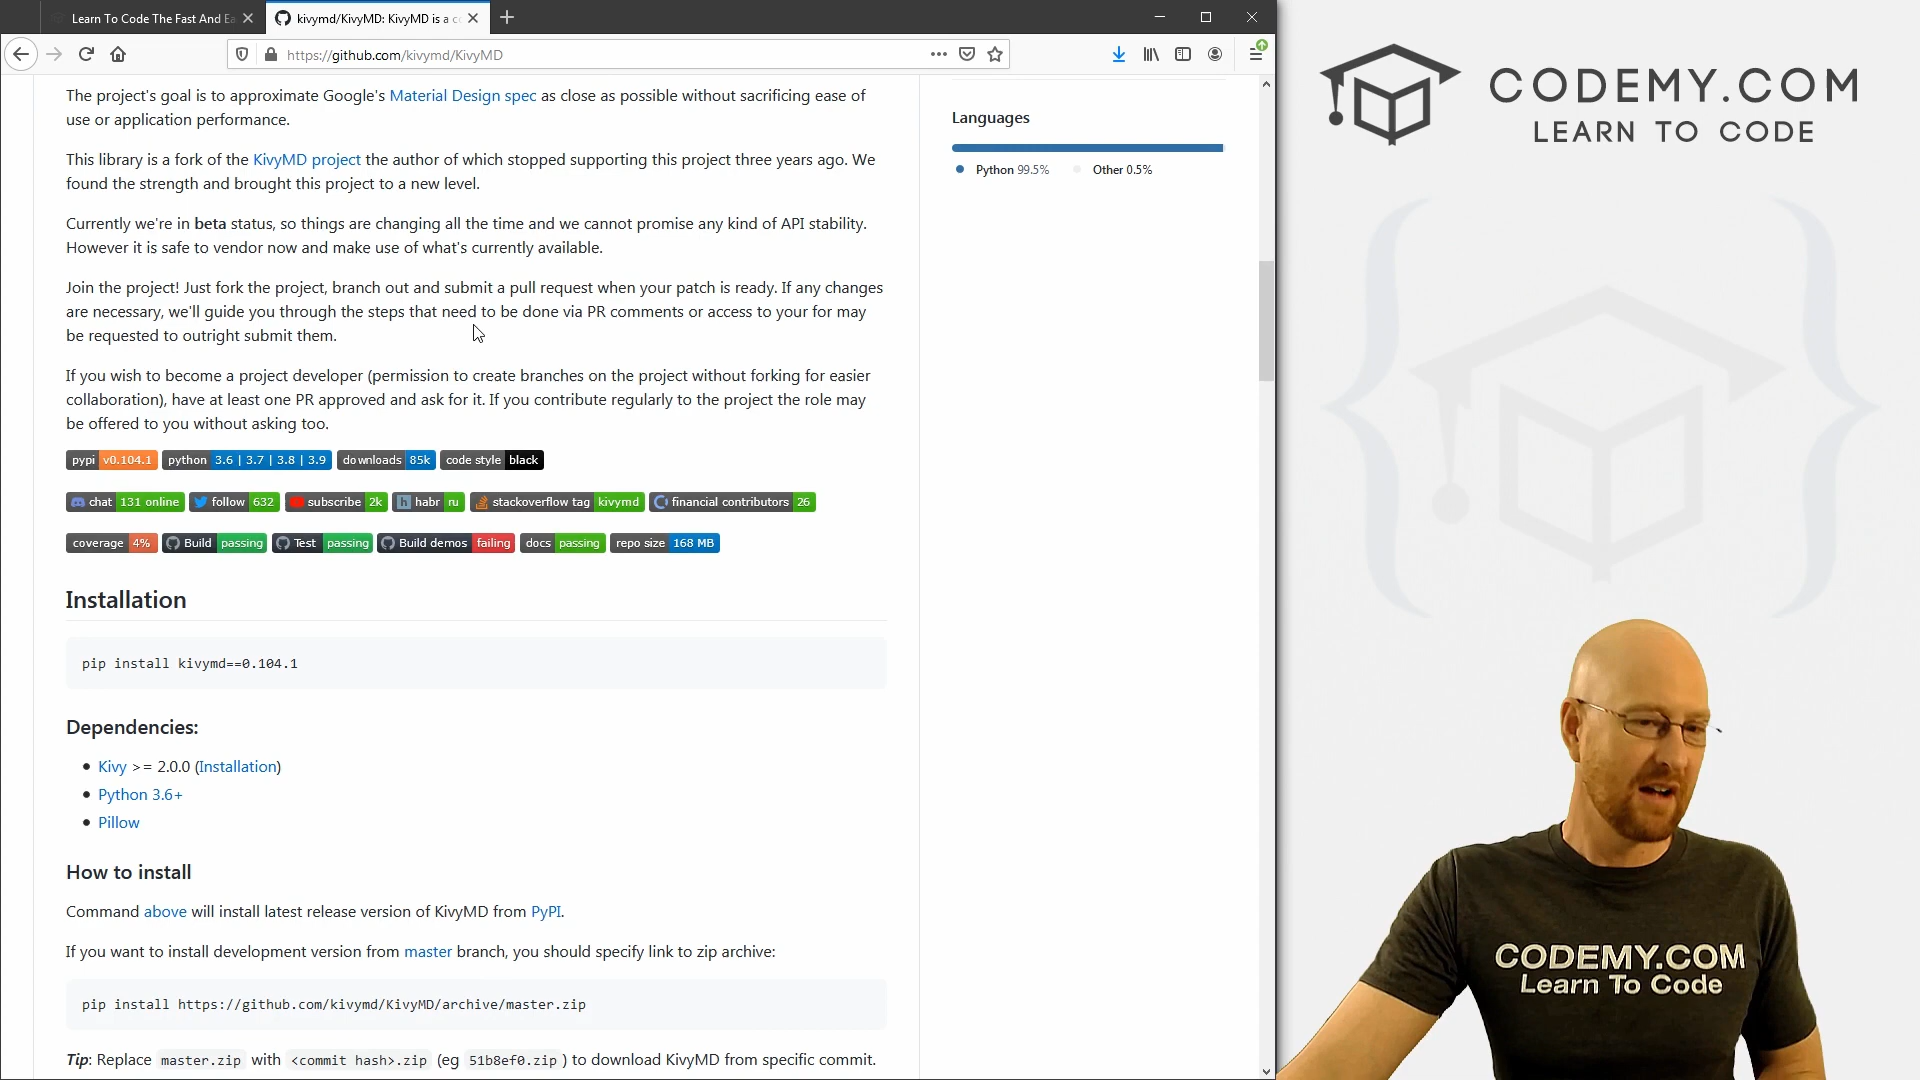 Learn To Code The Fast And Ea
kivymd/KivyMD: KivyMD is a c
https://github.com/kivymd/KivyMD
The project's goal is to approximate Google's Material Design spec as close as possible without sacrificing ease of
use or application performance.
This library is a fork of the KivyMD project the author of which stopped supporting this project three years ago. We
found the strength and brought this project to a new level.
Currently we're in beta status, so things are changing all the time and we cannot promise any kind of API stability.
However it is safe to vendor now and make use of what's currently available.
Join the project! Just fork the project, branch out and submit a pull request when your patch is ready. If any changes
are necessary, we'll guide you through the steps that need to be done via PR comments or access to your for may
be requested to outright submit them.
If you wish to become a project developer (permission to create branches on the project without forking for easier
collaboration), have at least one PR approved and ask for it. If you contribute regularly to the project the role may
be offered to you without asking too.
pypi v0.104.1 python 3.6 | 3.7 | 3.8 | 3.9 downloads 85k code style black
chat 131 online follow 632 subscribe 2k habr ru stackoverflow tag kivymd financial contributors 26
coverage 4% Build passing Test passing Build demos failing docs passing repo size 168 MB
Installation
pip install kivymd==0.104.1
Dependencies:
Kivy >= 2.0.0 (Installation)
Python 3.6+
Pillow
How to install
Command above will install latest release version of KivyMD from PyPI.
If you want to install development version from master branch, you should specify link to zip archive:
pip install https://github.com/kivymd/KivyMD/archive/master.zip
Tip: Replace master.zip with <commit hash>.zip (eg 51b8ef0.zip ) to download KivyMD from specific commit.
Languages
Python 99.5% Other 0.5%
CODEMY.COM
LEARN TO CODE
CODEMY.COM
Learn To Code